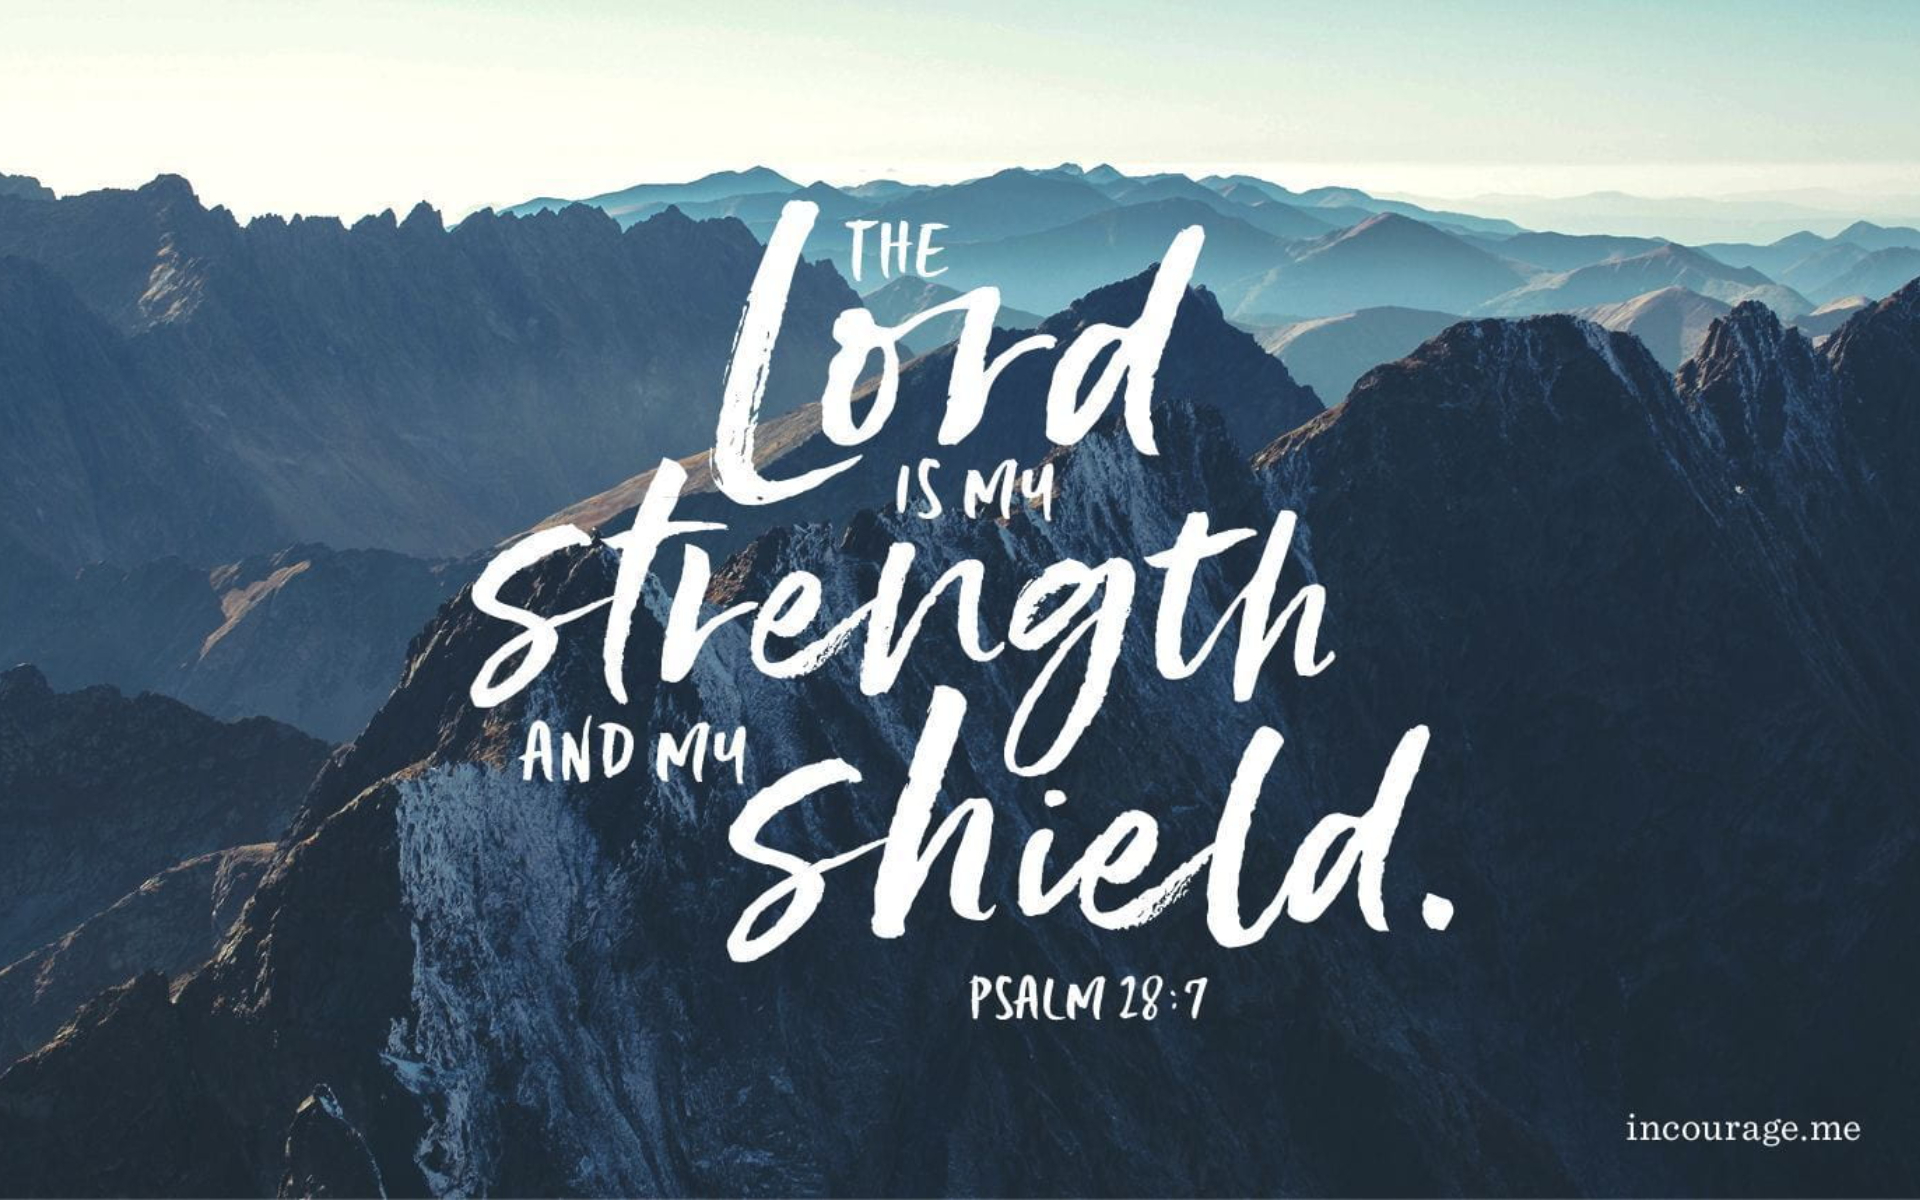 THE
Lord
IS MY
strength
AND MY
shield.
PSALM 28:7
incourage.me